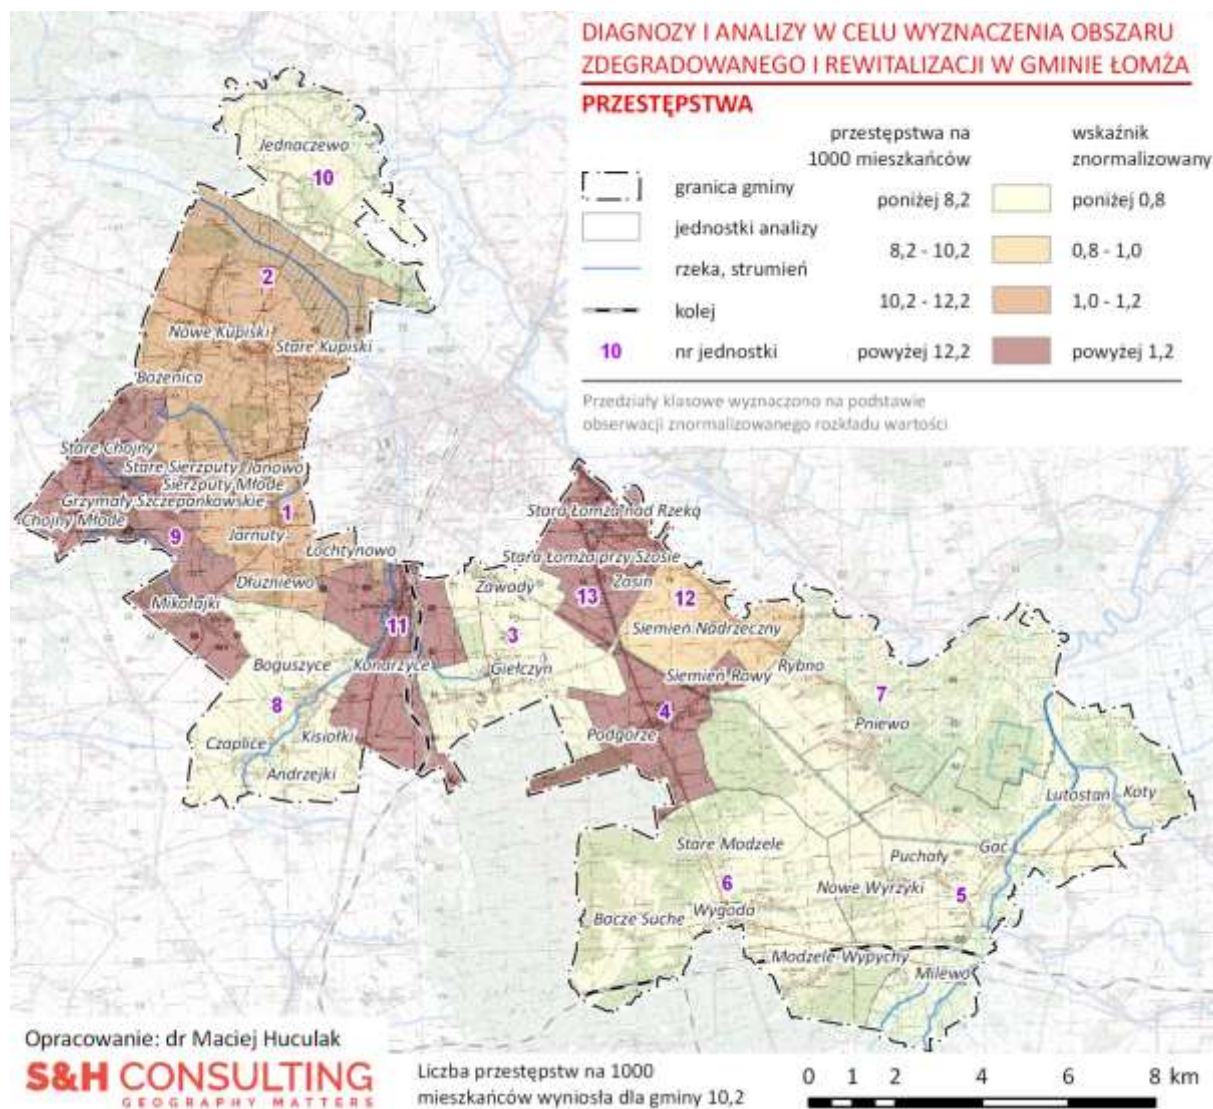 DIAGNOZY I ANALIZY W CELU WYZNACZENIA OBSZARU
ZDEGRADOWANEGO I REWITALIZACJI W GMINIE ŁOMŻA
PRZESTĘPSTWA
przestępstwa na
1000 mieszkańców
wskaźnik
znormalizowany
granica gminy
poniżej 8,2
poniżej 0,8
jednostki analizy
8,2 - 10,2
0,8 - 1,0
rzeka, strumień
10,2 - 12,2
1,0 - 1,2
kolej
10
nr jednostki
powyżej 12,2
powyżej 1,2
Przedziały klasowe wyznaczono na podstawie
obserwacji znormalizowanego rozkładu wartości
Jednaczewo
10
2
Nowe Kupiski
Stare Kupiski
Bożenica
Stare Chojny
Stare Sierzputy
Janowo
Sierzputy Młode
Grzymały Szczepankowskie
Chojny Młode
1
9
Jarnuty
Łochtynowo
Dłużniewo
Mikołajki
11
Boguszyce
Konarzyce
8
Czaplice
Kisiołki
Andrzejki
Stara Łomża nad Rzeką
Stara Łomża przy Szosie
Zawady
Zosin
13
12
3
Siemień Nadrzeczny
Giełczyn
Siemień Rowy
Rybno
7
4
Pniewo
Podgórze
Lutostań
Koty
Stare Modzele
Gać
Puchały
6
Nowe Wyrzyki
5
Bacze Suche
Wygoda
Modzele-Wypychy
Milewo
Opracowanie: dr Maciej Huculak
S&H CONSULTING
GEOGRAPHY MATTERS
Liczba przestępstw na 1000
mieszkańców wyniosła dla gminy 10,2
0 1 2 4 6 8 km